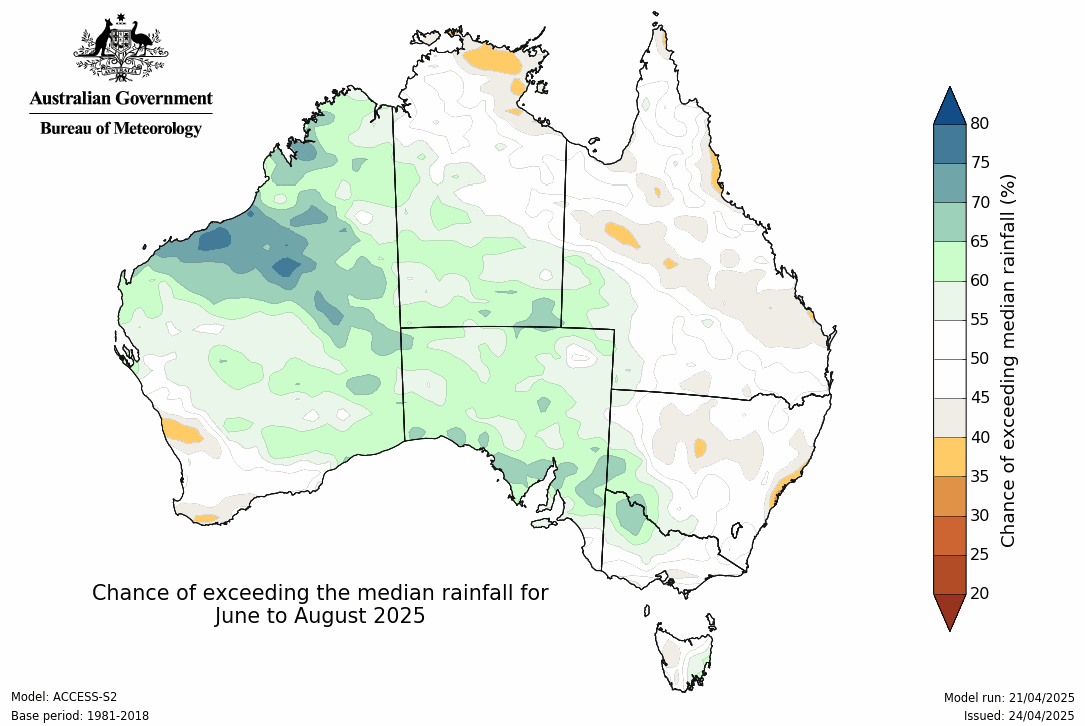 Australian Government
Bureau of Meteorology
80
75
70
65
60
55
50
45
40
35
30
25
20
Chance of exceeding median rainfall (%)
Chance of exceeding the median rainfall for
June to August 2025
Model: ACCESS-S2
Base period: 1981-2018
Model run: 21/04/2025
Issued: 24/04/2025